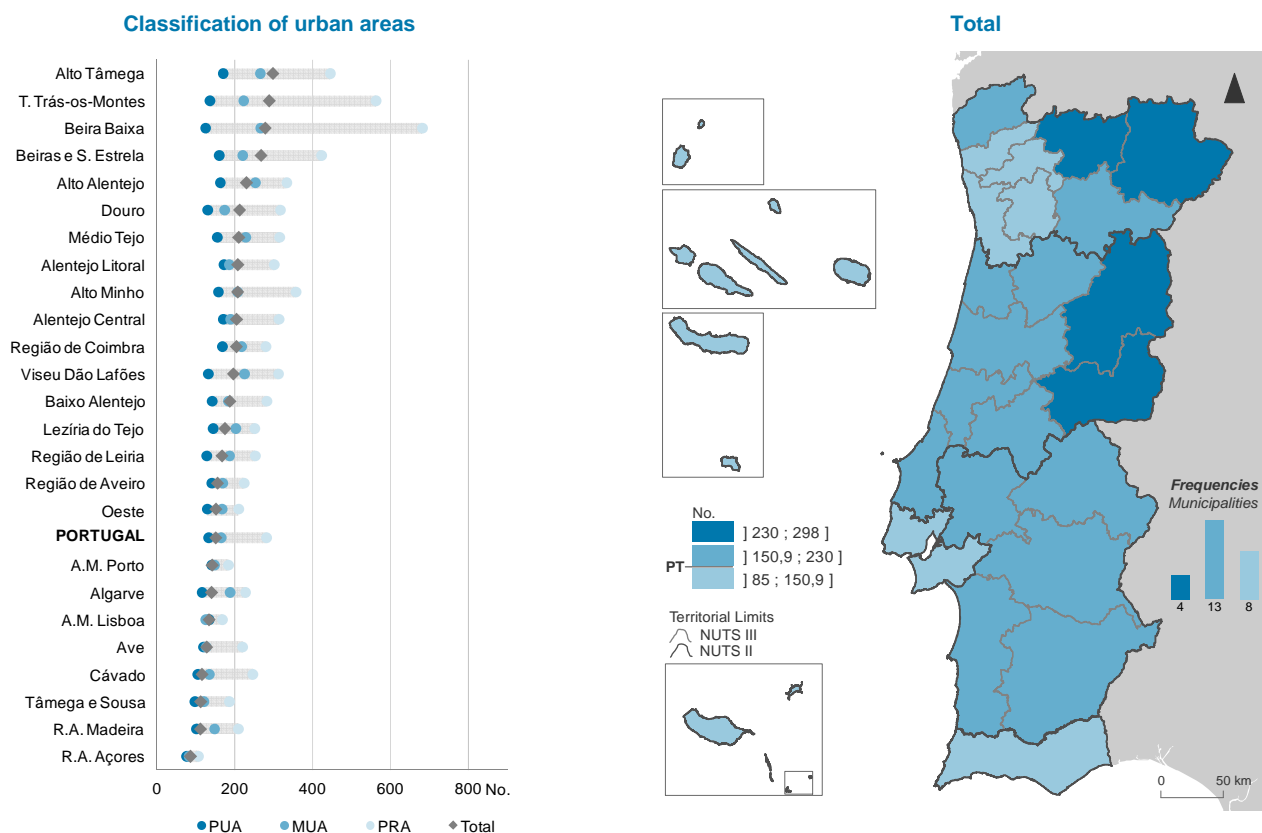 Classification of urban areas
Alto Tâmega
T. Trás-os-Montes
Beira Baixa
Beiras e S. Estrela
Alto Alentejo
Douro
Médio Tejo
Alentejo Litoral
Alto Minho
Alentejo Central
Região de Coimbra
Viseu Dão Lafões
Baixo Alentejo
Lezíria do Tejo
Região de Leiria
Região de Aveiro
Oeste
PORTUGAL
A.M. Porto
Algarve
A.M. Lisboa
Ave
Cávado
Tâmega e Sousa
R.A. Madeira
R.A. Açores
0 200 400 600 800 No.
PUA MUA PRA Total
Total
No.
] 230 ; 298 ]
] 150,9 ; 230 ]
PT
] 85 ; 150,9 ]
Territorial Limits
NUTS III
NUTS II
Frequencies
Municipalities
4 13 8
0 50 km